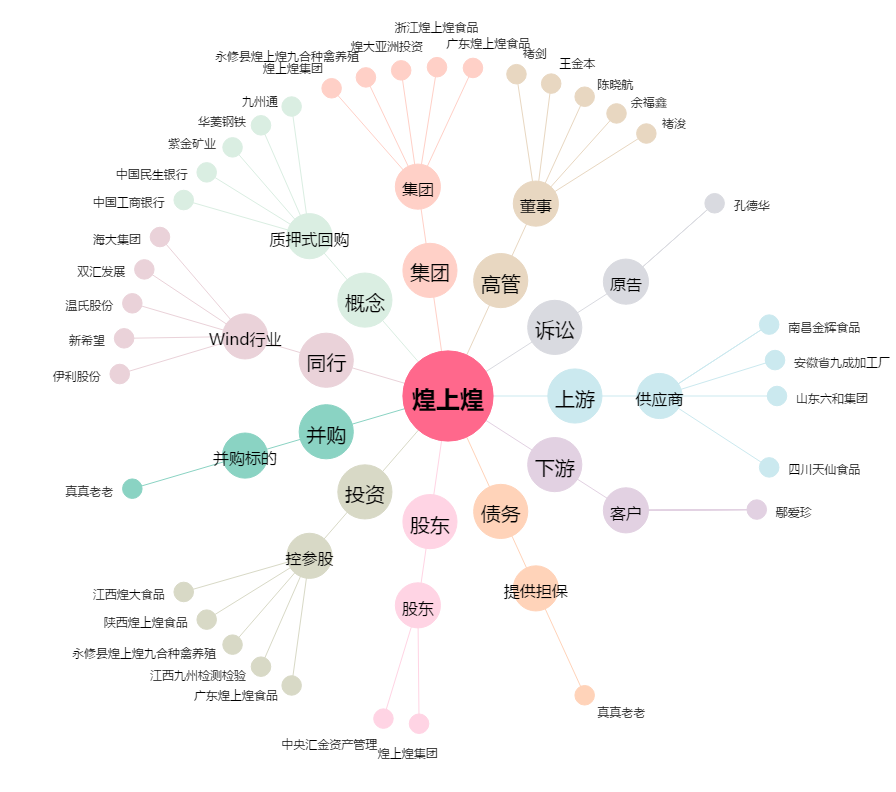 浙江煌上煌食品
煌大亚洲投资
广东煌上煌食品
永修县煌上煌九合种禽养殖
煌上煌集团
褚剑
王金本
陈晓航
余福鑫
褚浚
九州通
华菱钢铁
紫金矿业
中国民生银行
中国工商银行
集团
董事
孔德华
质押式回购
海大集团
双汇发展
温氏股份
新希望
伊利股份
集团
高管
原告
概念
诉讼
Wind行业
同行
南昌金辉食品
安徽省九成加工厂
山东六和集团
四川天仙食品
煌上煌
上游
供应商
并购
并购标的
真真老老
下游
客户
鄢爱珍
投资
股东
债务
控参股
提供担保
股东
江西煌大食品
陕西煌上煌食品
永修县煌上煌九合种禽养殖
江西九州检测检验
广东煌上煌食品
真真老老
中央汇金资产管理
煌上煌集团